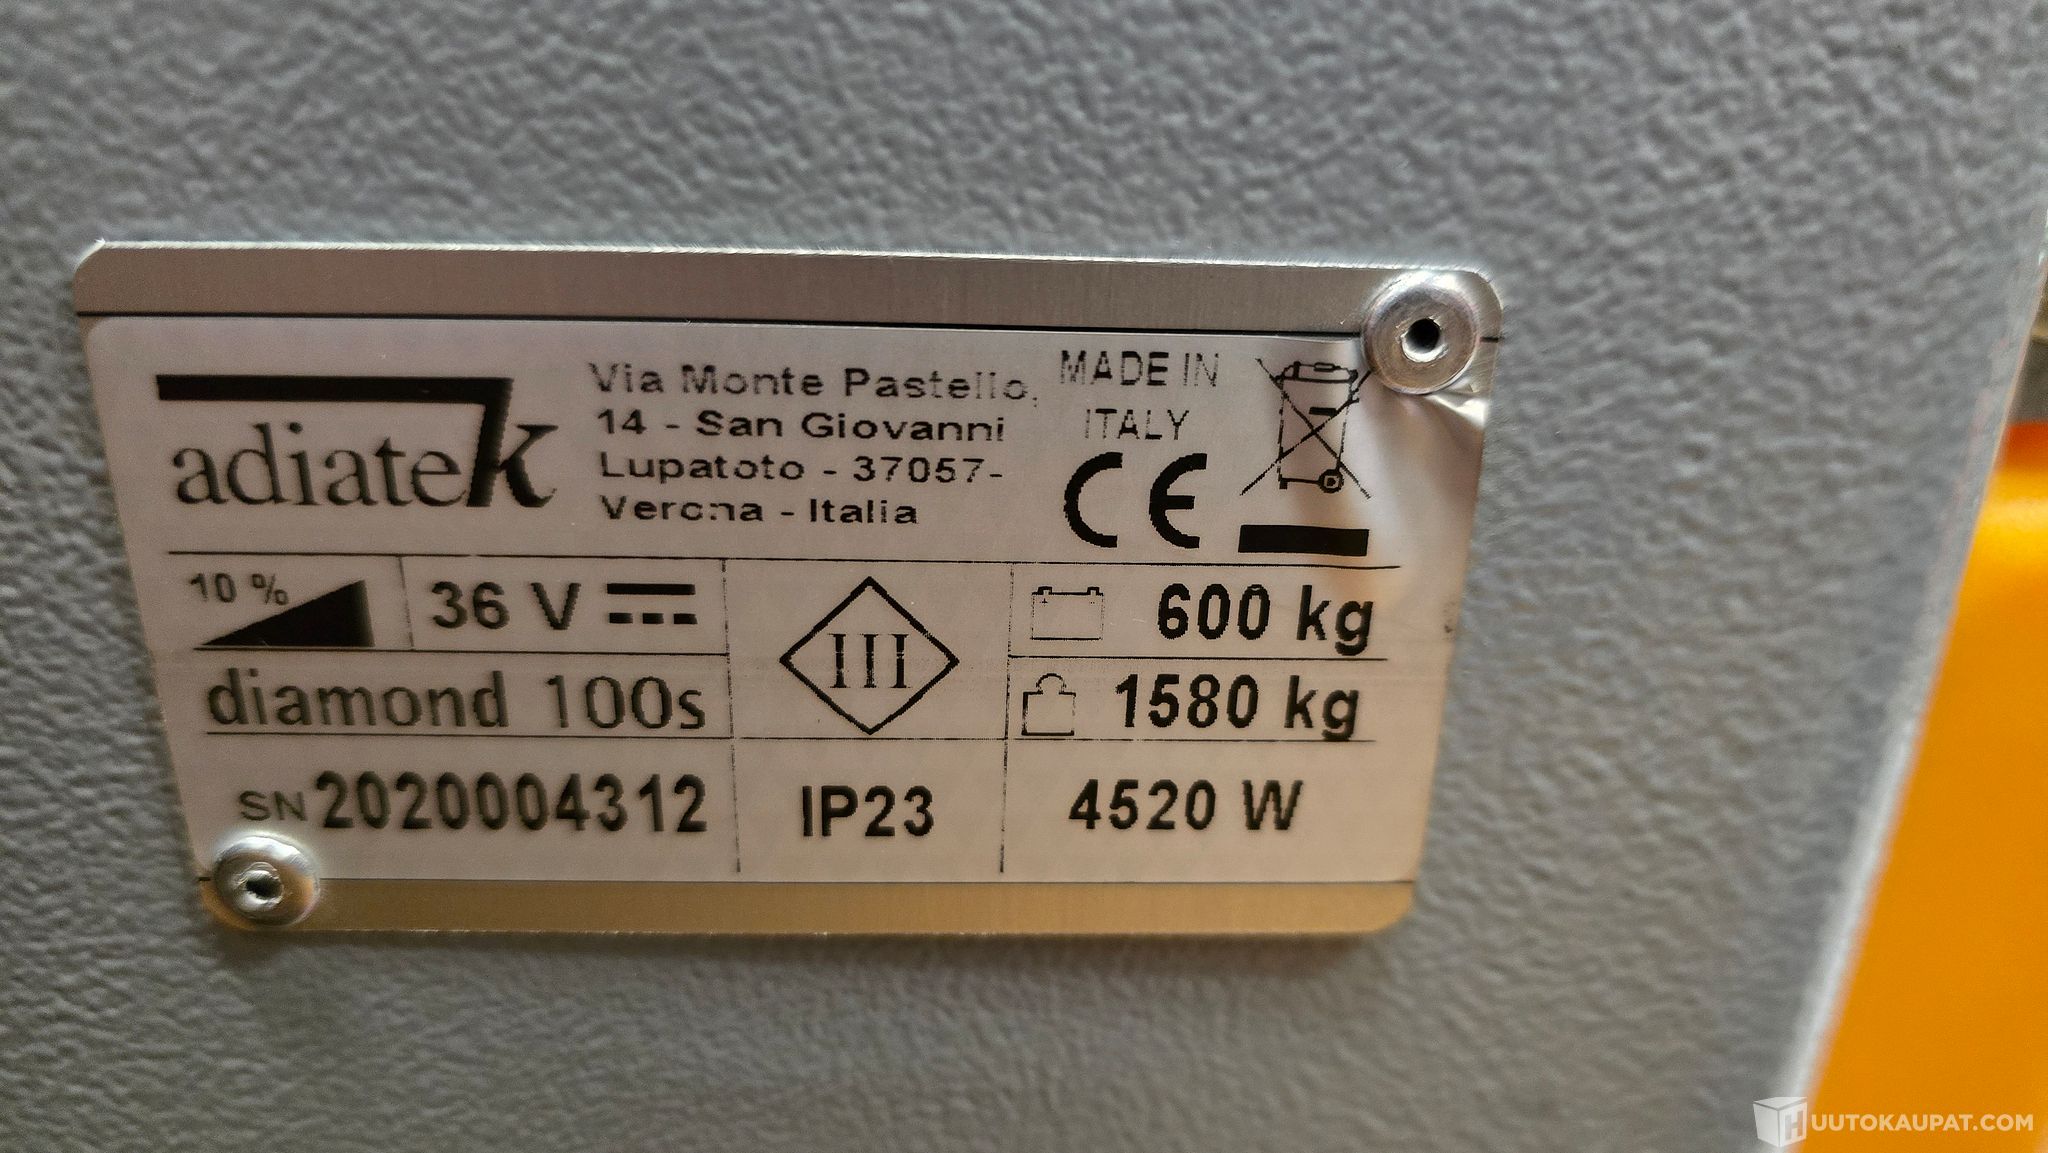 adiatek
Via Monte Pastello,
14 - San Giovanni
Lupatoto - 37057-
Verona - Italia
MADE IN
ITALY
CE
10 %
36 V
III
600 kg
diamond 100s
1580 kg
SN 2020004312
IP23
4520 W
HUUTOKAUPAT.COM